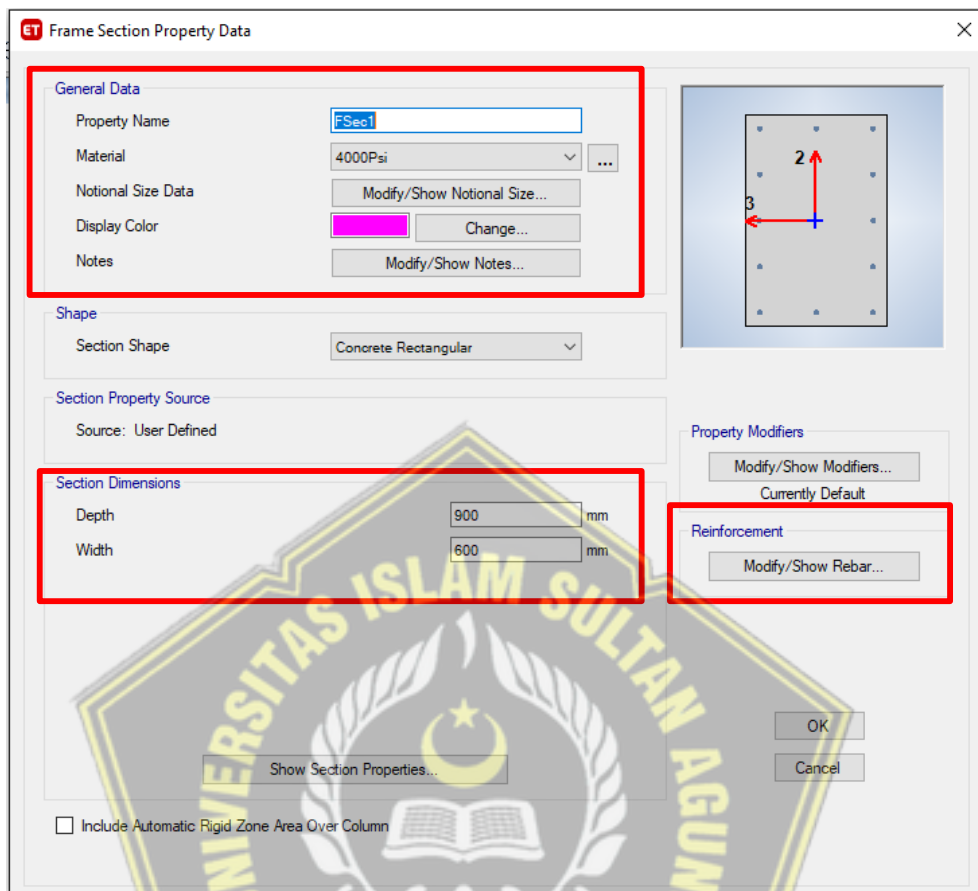 ET Frame Section Property Data
General Data
Property Name FSec1
Material 4000Psi ...
Notional Size Data Modify/Show Notional Size...
Display Color Change...
Notes Modify/Show Notes...
2
3
Shape
Section Shape Concrete Rectangular
Section Property Source
Source: User Defined
Property Modifiers
Modify/Show Modifiers...
Currently Default
Section Dimensions
Depth 900 mm
Width 600 mm
Reinforcement
Modify/Show Rebar...
Show Section Properties...
OK
Cancel
Include Automatic Rigid Zone Area Over Column
UNIVERSITAS ISLAM SULTAN AGUN